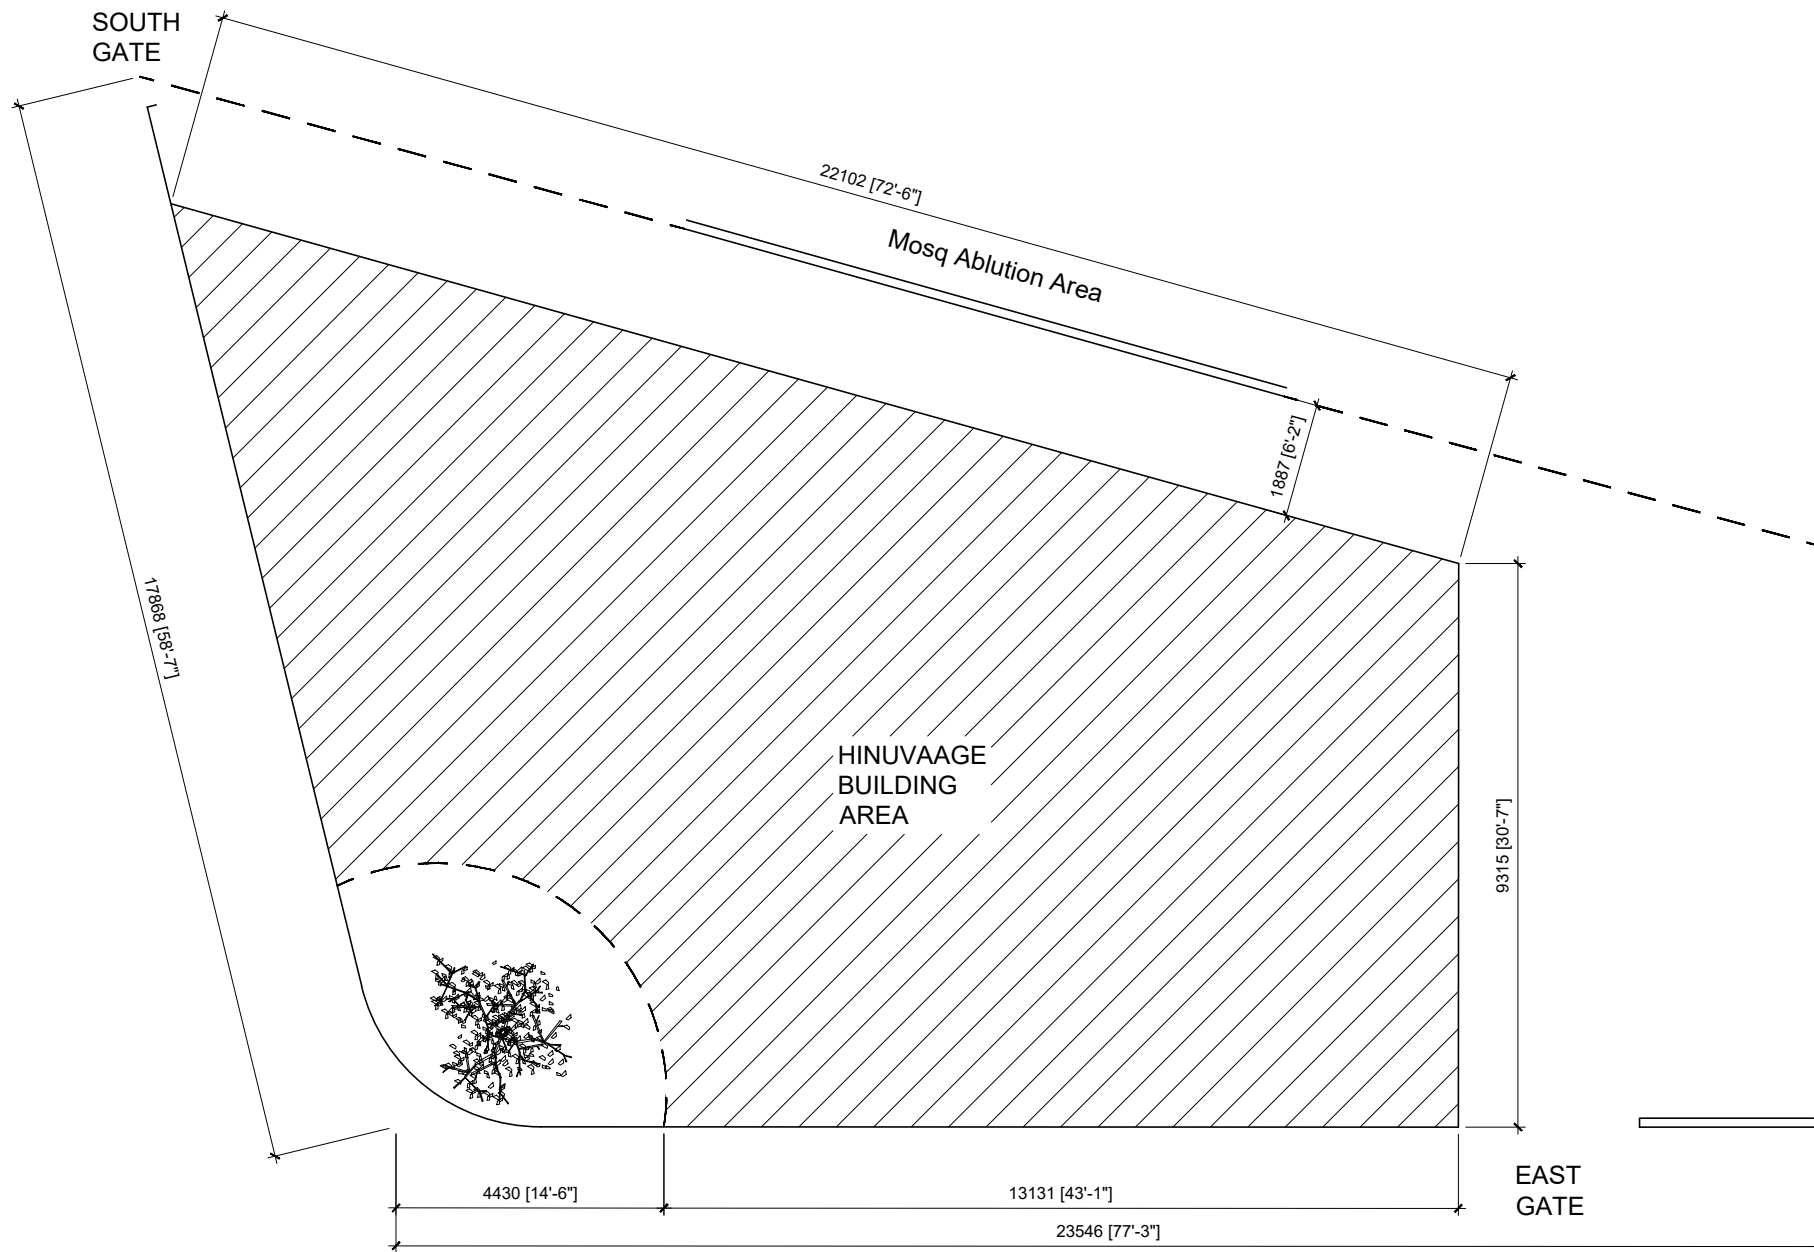 SOUTH
GATE
22102 [72'-6"]
Mosq Ablution Area
1887 [6'-2"]
17868 [58'-7"]
HINUVAAGE
BUILDING
AREA
9315 [30'-7"]
EAST
GATE
4430 [14'-6"]
13131 [43'-1"]
23546 [77'-3"]